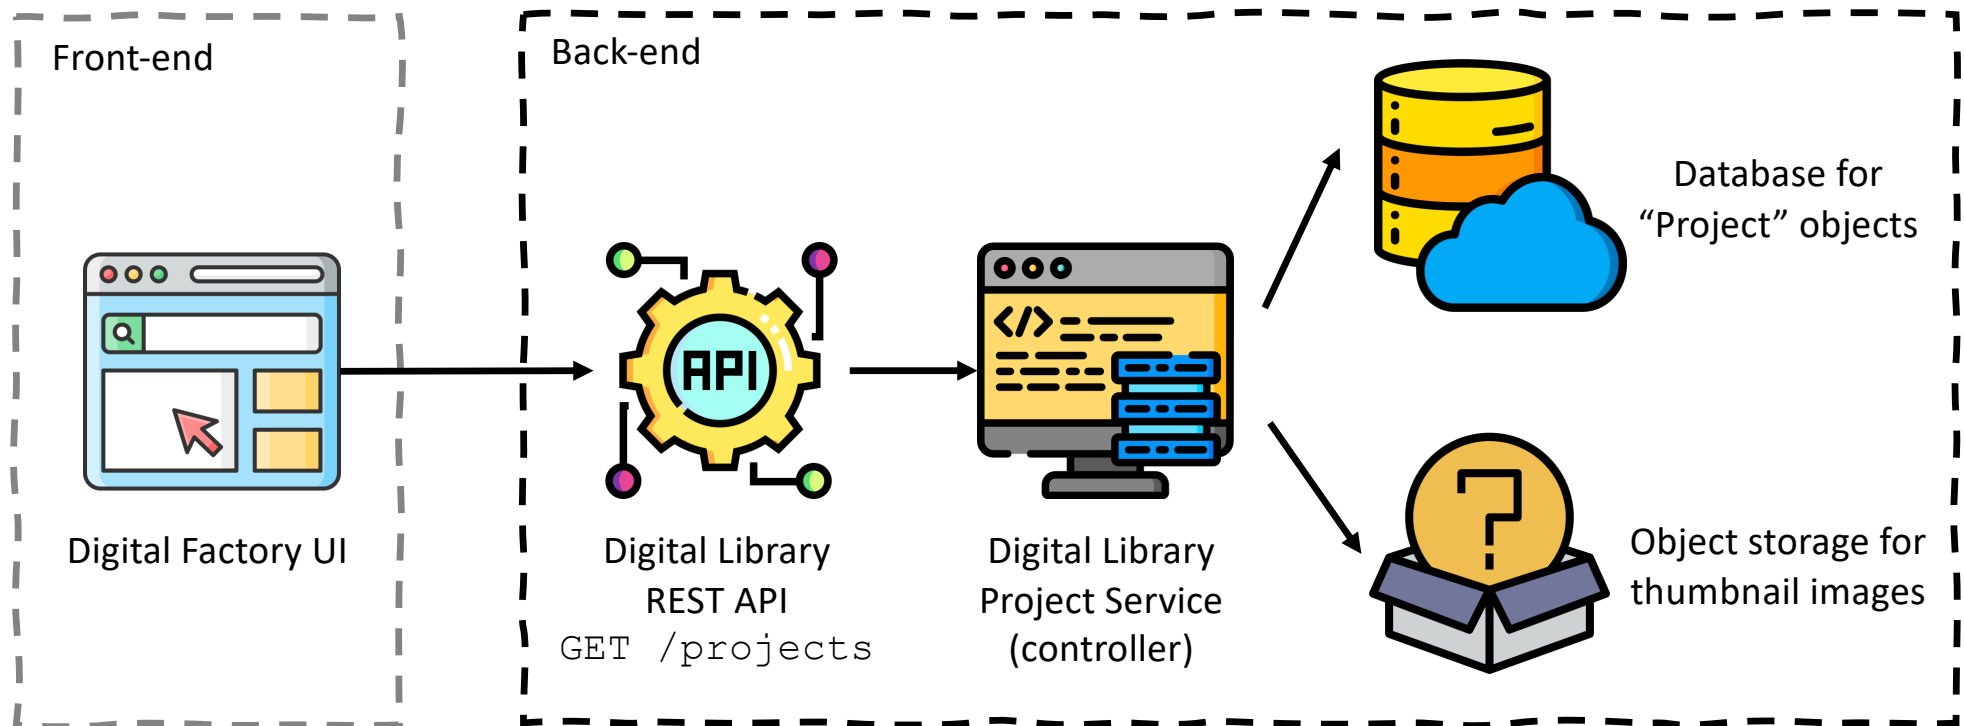 Front-end
Back-end
Database for
“Project” objects
API
</>
Digital Factory UI
Digital Library
REST API
GET /projects
Digital Library
Project Service
(controller)
?
Object storage for
thumbnail images